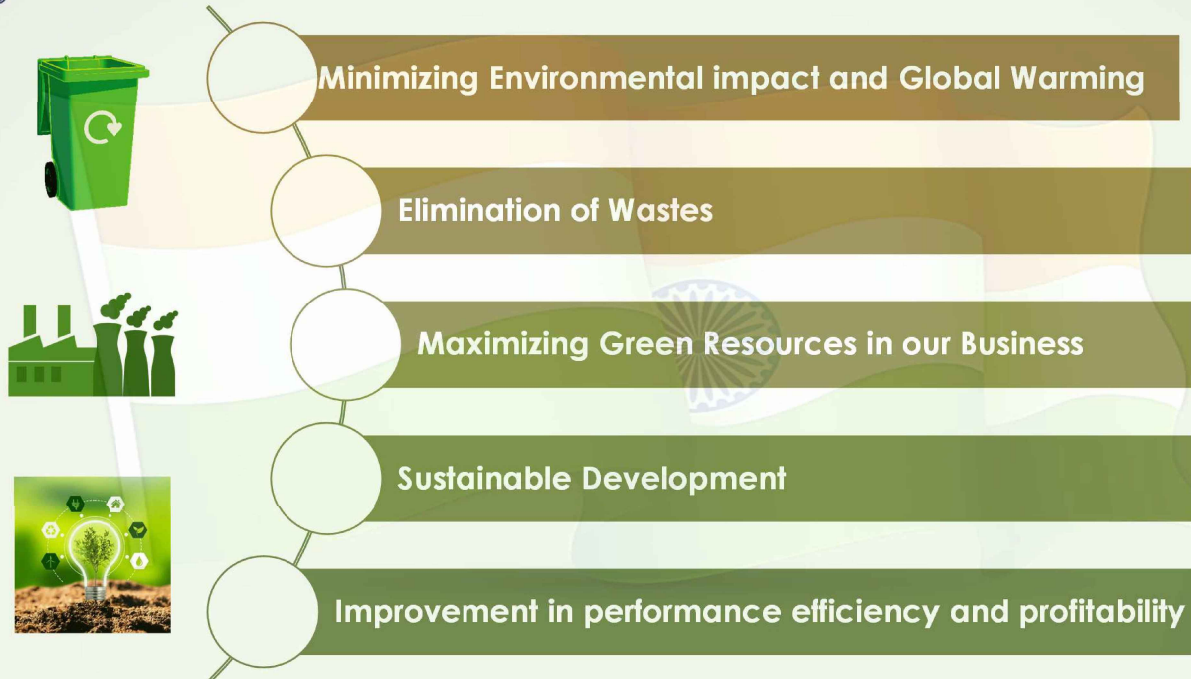 Minimizing Environmental impact and Global Warming
Elimination of Wastes
Maximizing Green Resources in our Business
Sustainable Development
Improvement in performance efficiency and profitability